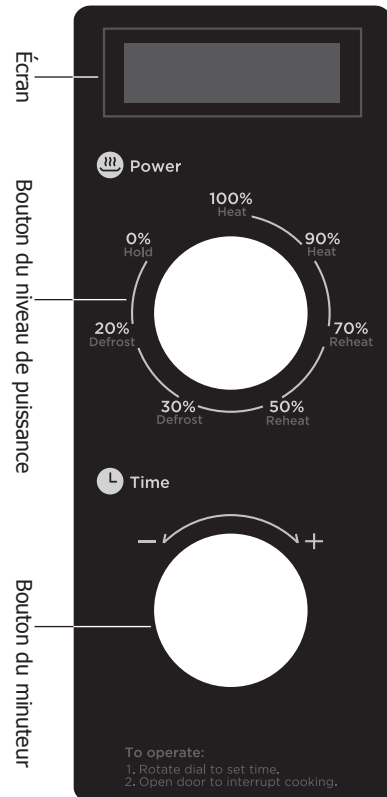 Écran
Power
100%
Heat
90%
Heat
70%
Reheat
50%
Reheat
30%
Defrost
20%
Defrost
0%
Hold
Bouton du niveau de puissance
Time
− +
Bouton du minuteur
To operate:
1. Rotate dial to set time.
2. Open door to interrupt cooking.